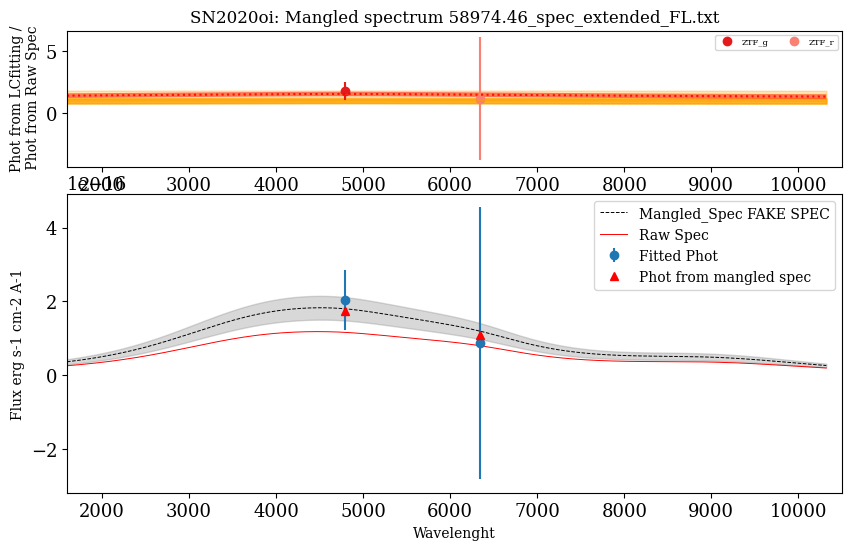 SN2020oi: Mangled spectrum 58974.46_spec_extended_FL.txt
Phot from LCfitting /
Phot from Raw Spec
5
0
ZTF_g ZTF_r
2000 3000 4000 5000 6000 7000 8000 9000 10000
1e−16
Flux erg s-1 cm-2 A-1
4
2
0
−2
Mangled_Spec FAKE SPEC
Raw Spec
Fitted Phot
Phot from mangled spec
2000 3000 4000 5000 6000 7000 8000 9000 10000
Wavelenght